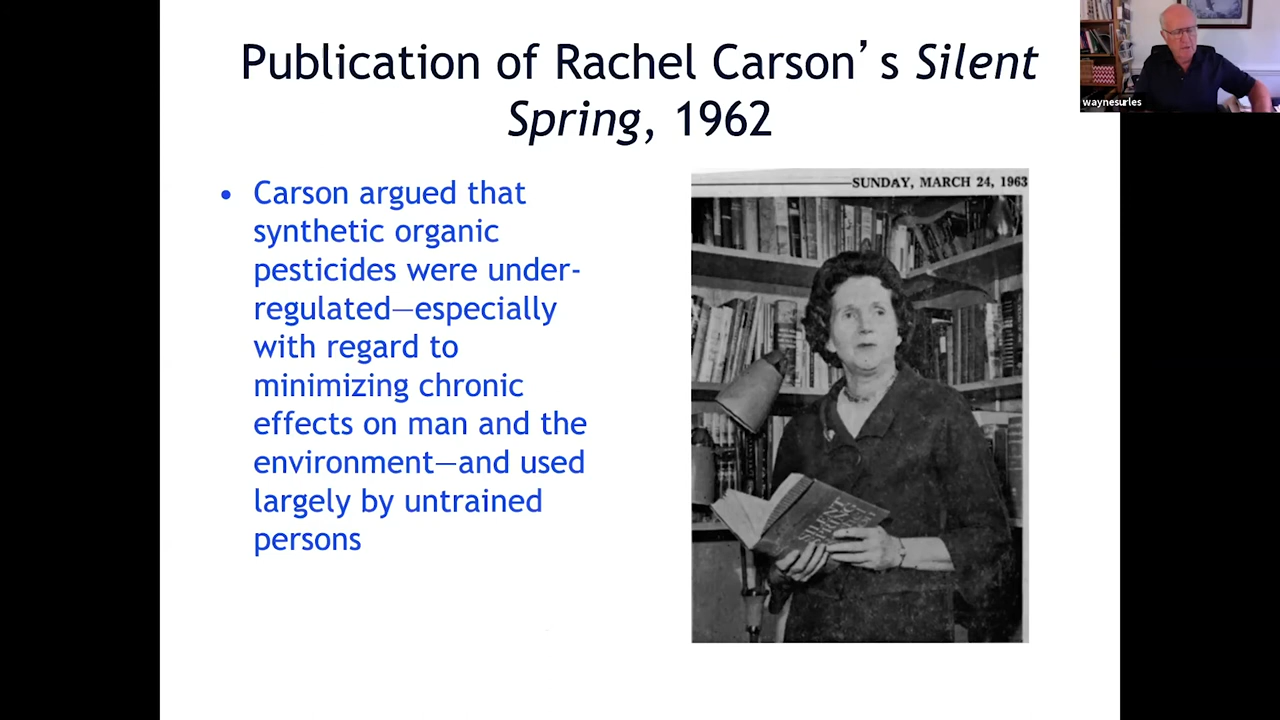 Publication of Rachel Carson’s Silent
Spring, 1962
• Carson argued that
synthetic organic
pesticides were under-
regulated—especially
with regard to
minimizing chronic
effects on man and the
environment—and used
largely by untrained
persons
SUNDAY, MARCH 24, 1963
SILENT
SPRING
waynesurles